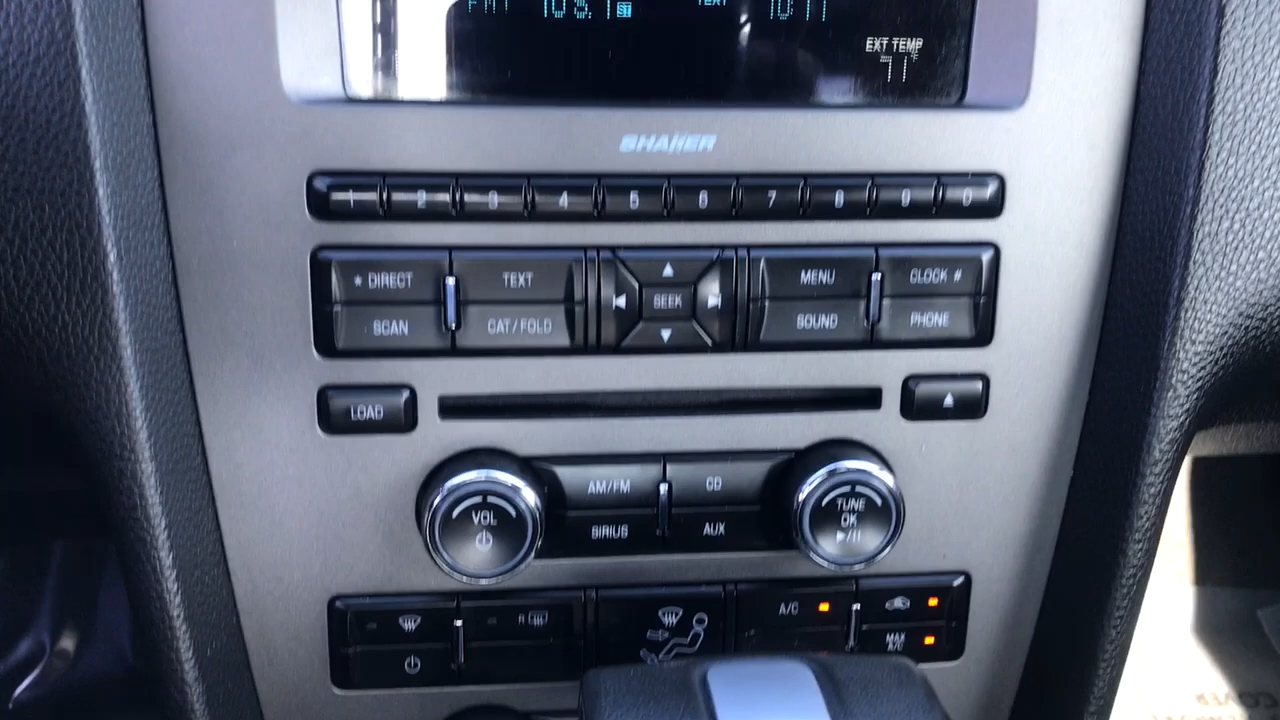 FM1 105.1 ST TEXT 10:11
EXT TEMP
71°F
SHAKER
1 2 3 4 5 6 7 8 9 0
* DIRECT TEXT MENU CLOCK #
SEEK
SCAN CAT/FOLD SOUND PHONE
LOAD
AM/FM CD
VOL TUNE
OK
SIRIUS AUX
R A/C
MAX
A/C